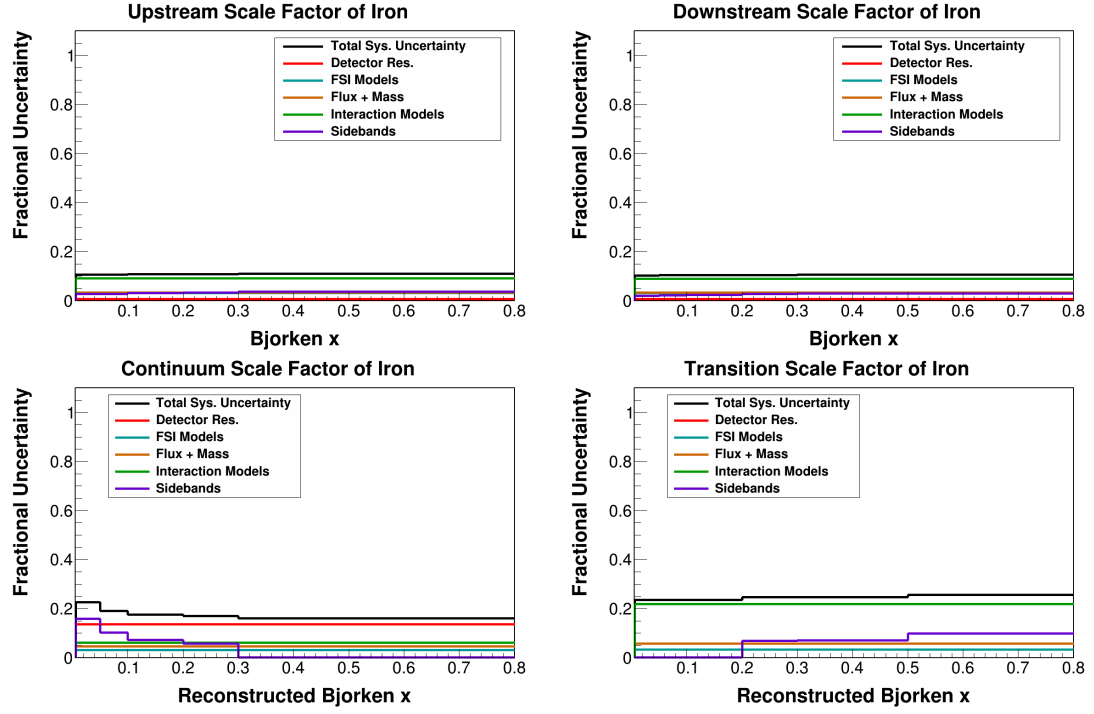 Upstream Scale Factor of Iron
Fractional Uncertainty
1
0.8
0.6
0.4
0.2
0
Total Sys. Uncertainty
Detector Res.
FSI Models
Flux + Mass
Interaction Models
Sidebands
0.1 0.2 0.3 0.4 0.5 0.6 0.7 0.8
Bjorken x
Downstream Scale Factor of Iron
Fractional Uncertainty
1
0.8
0.6
0.4
0.2
0
Total Sys. Uncertainty
Detector Res.
FSI Models
Flux + Mass
Interaction Models
Sidebands
0.1 0.2 0.3 0.4 0.5 0.6 0.7 0.8
Bjorken x
Continuum Scale Factor of Iron
Fractional Uncertainty
1
0.8
0.6
0.4
0.2
0
Total Sys. Uncertainty
Detector Res.
FSI Models
Flux + Mass
Interaction Models
Sidebands
0.1 0.2 0.3 0.4 0.5 0.6 0.7 0.8
Reconstructed Bjorken x
Transition Scale Factor of Iron
Fractional Uncertainty
1
0.8
0.6
0.4
0.2
0
Total Sys. Uncertainty
Detector Res.
FSI Models
Flux + Mass
Interaction Models
Sidebands
0.1 0.2 0.3 0.4 0.5 0.6 0.7 0.8
Reconstructed Bjorken x